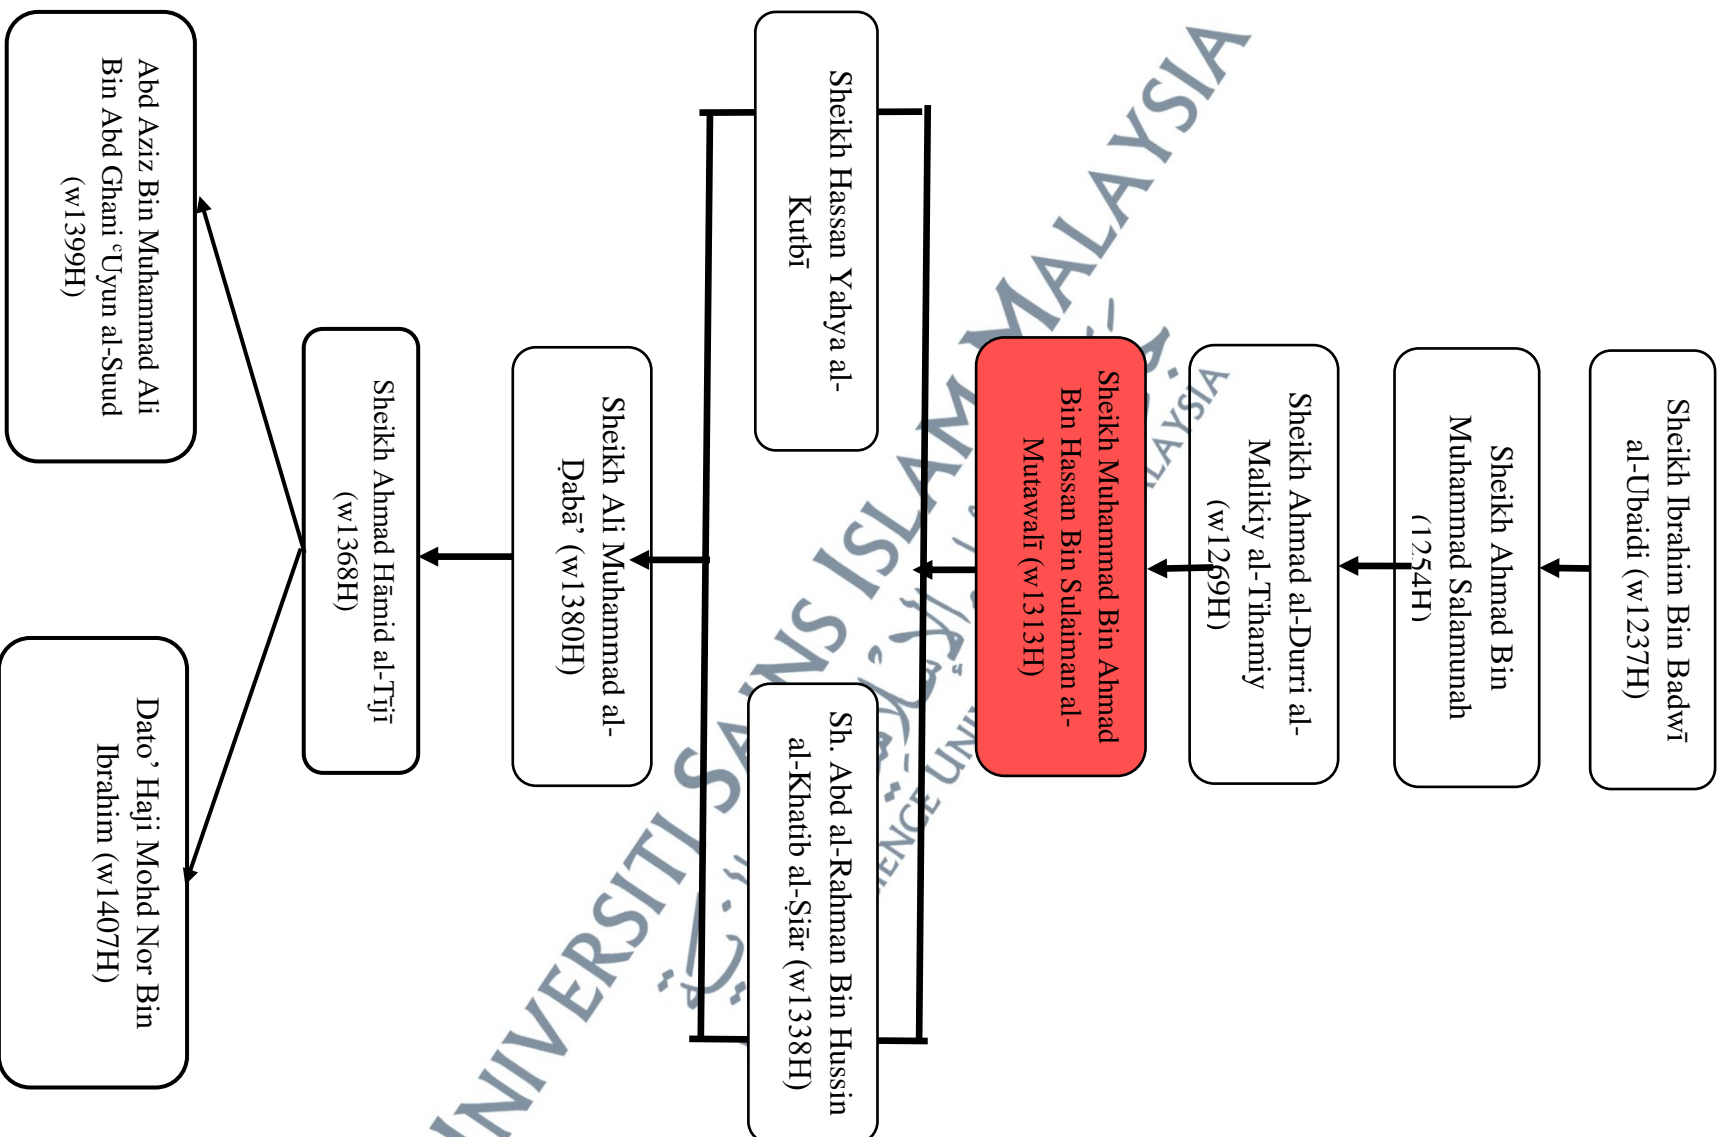 Sheikh Ibrahim Bin Badwī
al-Ubaidi (w1237H)
Sheikh Ahmad Bin
Muhammad Salamunah
(1254H)
Sheikh Ahmad al-Durri al-
Malikiy al-Tihamiy
(w1269H)
Sheikh Muhammad Bin Ahmad
Bin Hassan Bin Sulaiman al-
Mutawalī (w1313H)
Sheikh Hassan Yahya al-
Kutbī
Sh. Abd al-Rahman Bin Hussin
al-Khatib al-Ṣiār (w1338H)
Sheikh Ali Muhammad al-
Ḍabā’ (w1380H)
Sheikh Ahmad Hāmid al-Tījī
(w1368H)
Abd Aziz Bin Muhammad Ali
Bin Abd Ghani ᶜUyun al-Suud
(w1399H)
Dato’ Haji Mohd Nor Bin
Ibrahim (w1407H)
UNIVERSITI SAINS ISLAM MALAYSIA